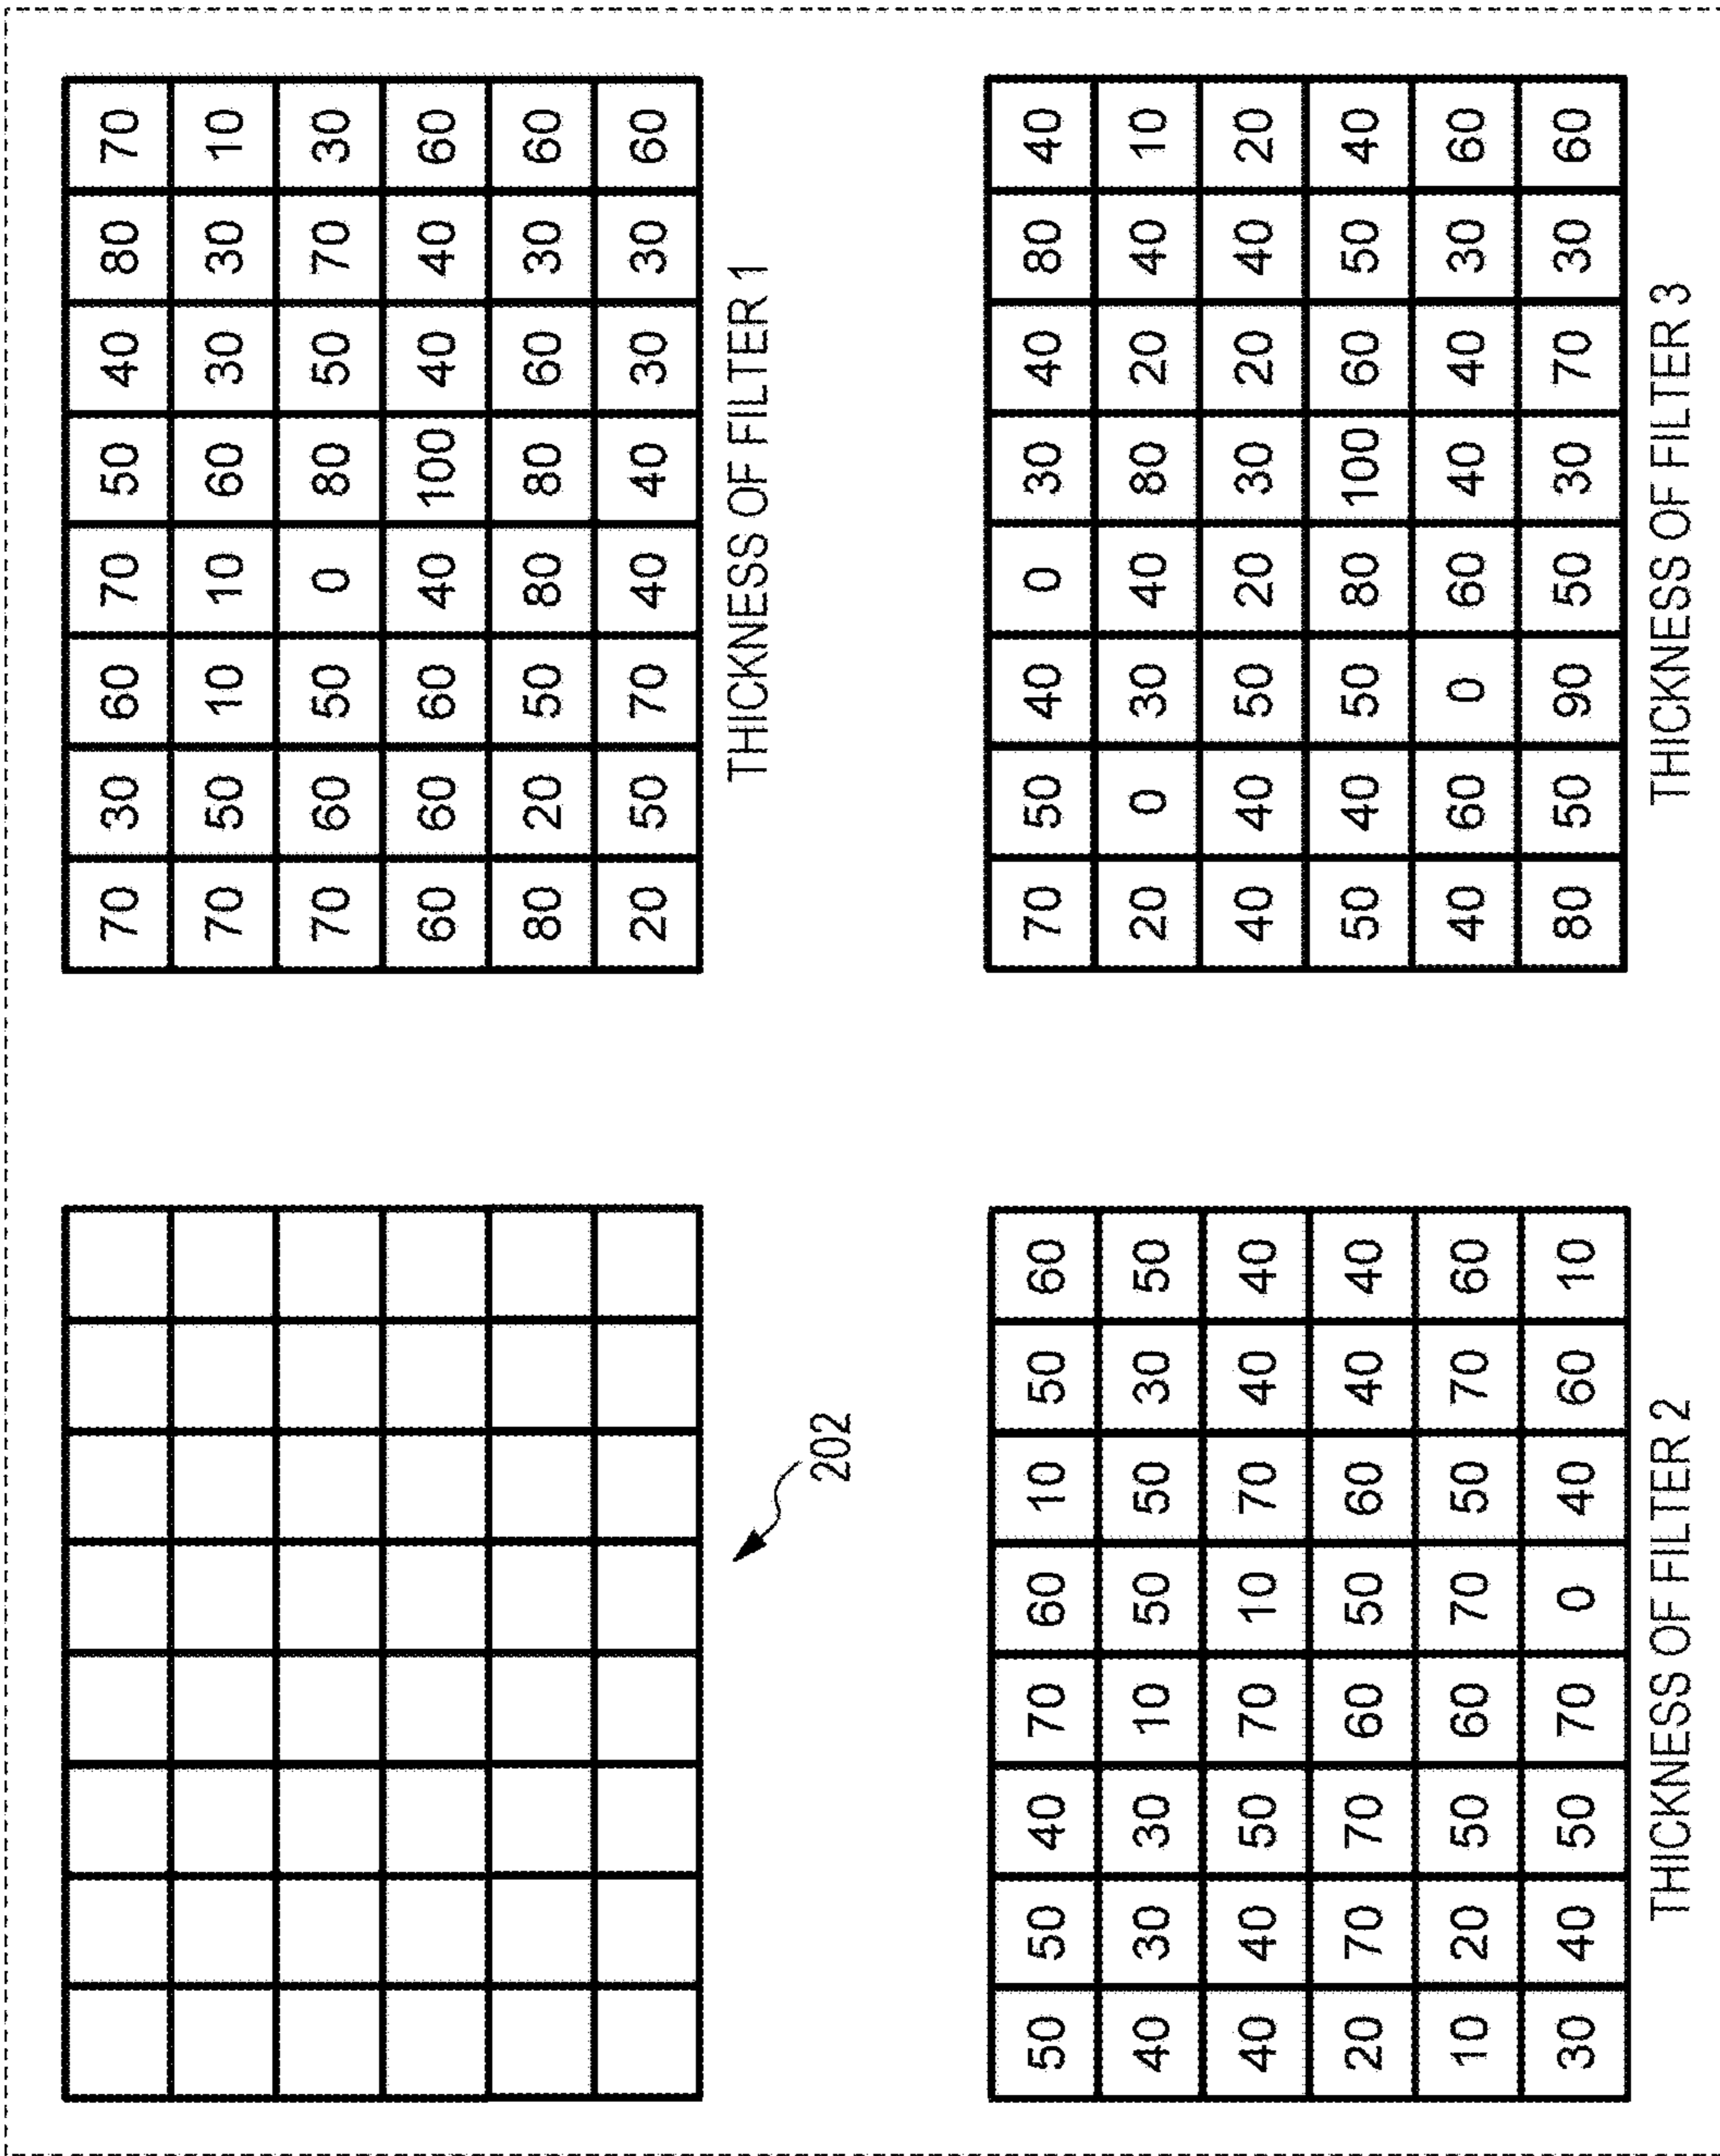 202
70 30 60 70 50 40 80 70
70 50 10 10 60 30 30 10
70 60 50 0 80 50 70 30
60 60 60 40 100 40 40 60
80 20 50 80 80 60 30 60
20 50 70 40 40 30 30 60
THICKNESS OF FILTER 1
50 50 40 70 60 10 50 60
40 30 30 10 50 50 30 50
40 40 50 70 10 70 40 40
20 70 70 60 50 60 40 40
10 20 50 60 70 50 70 60
30 40 50 70 0 40 60 10
THICKNESS OF FILTER 2
70 50 40 0 30 40 80 40
20 0 30 40 80 20 40 10
40 40 50 20 30 20 40 20
50 40 50 80 100 60 50 40
40 60 0 60 40 40 30 60
80 50 90 50 30 70 30 60
THICKNESS OF FILTER 3